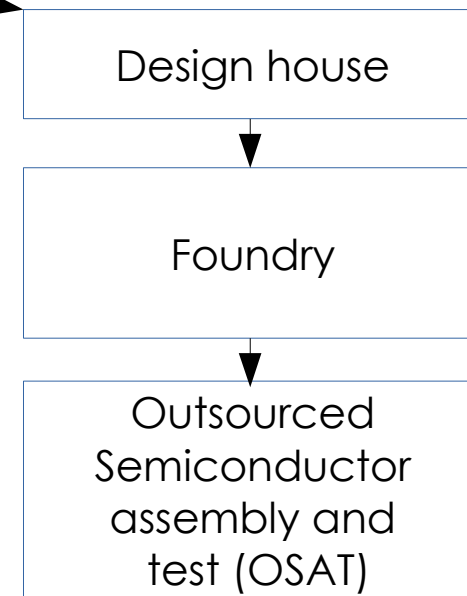 Design house
Foundry
Outsourced
Semiconductor
assembly and
test (OSAT)